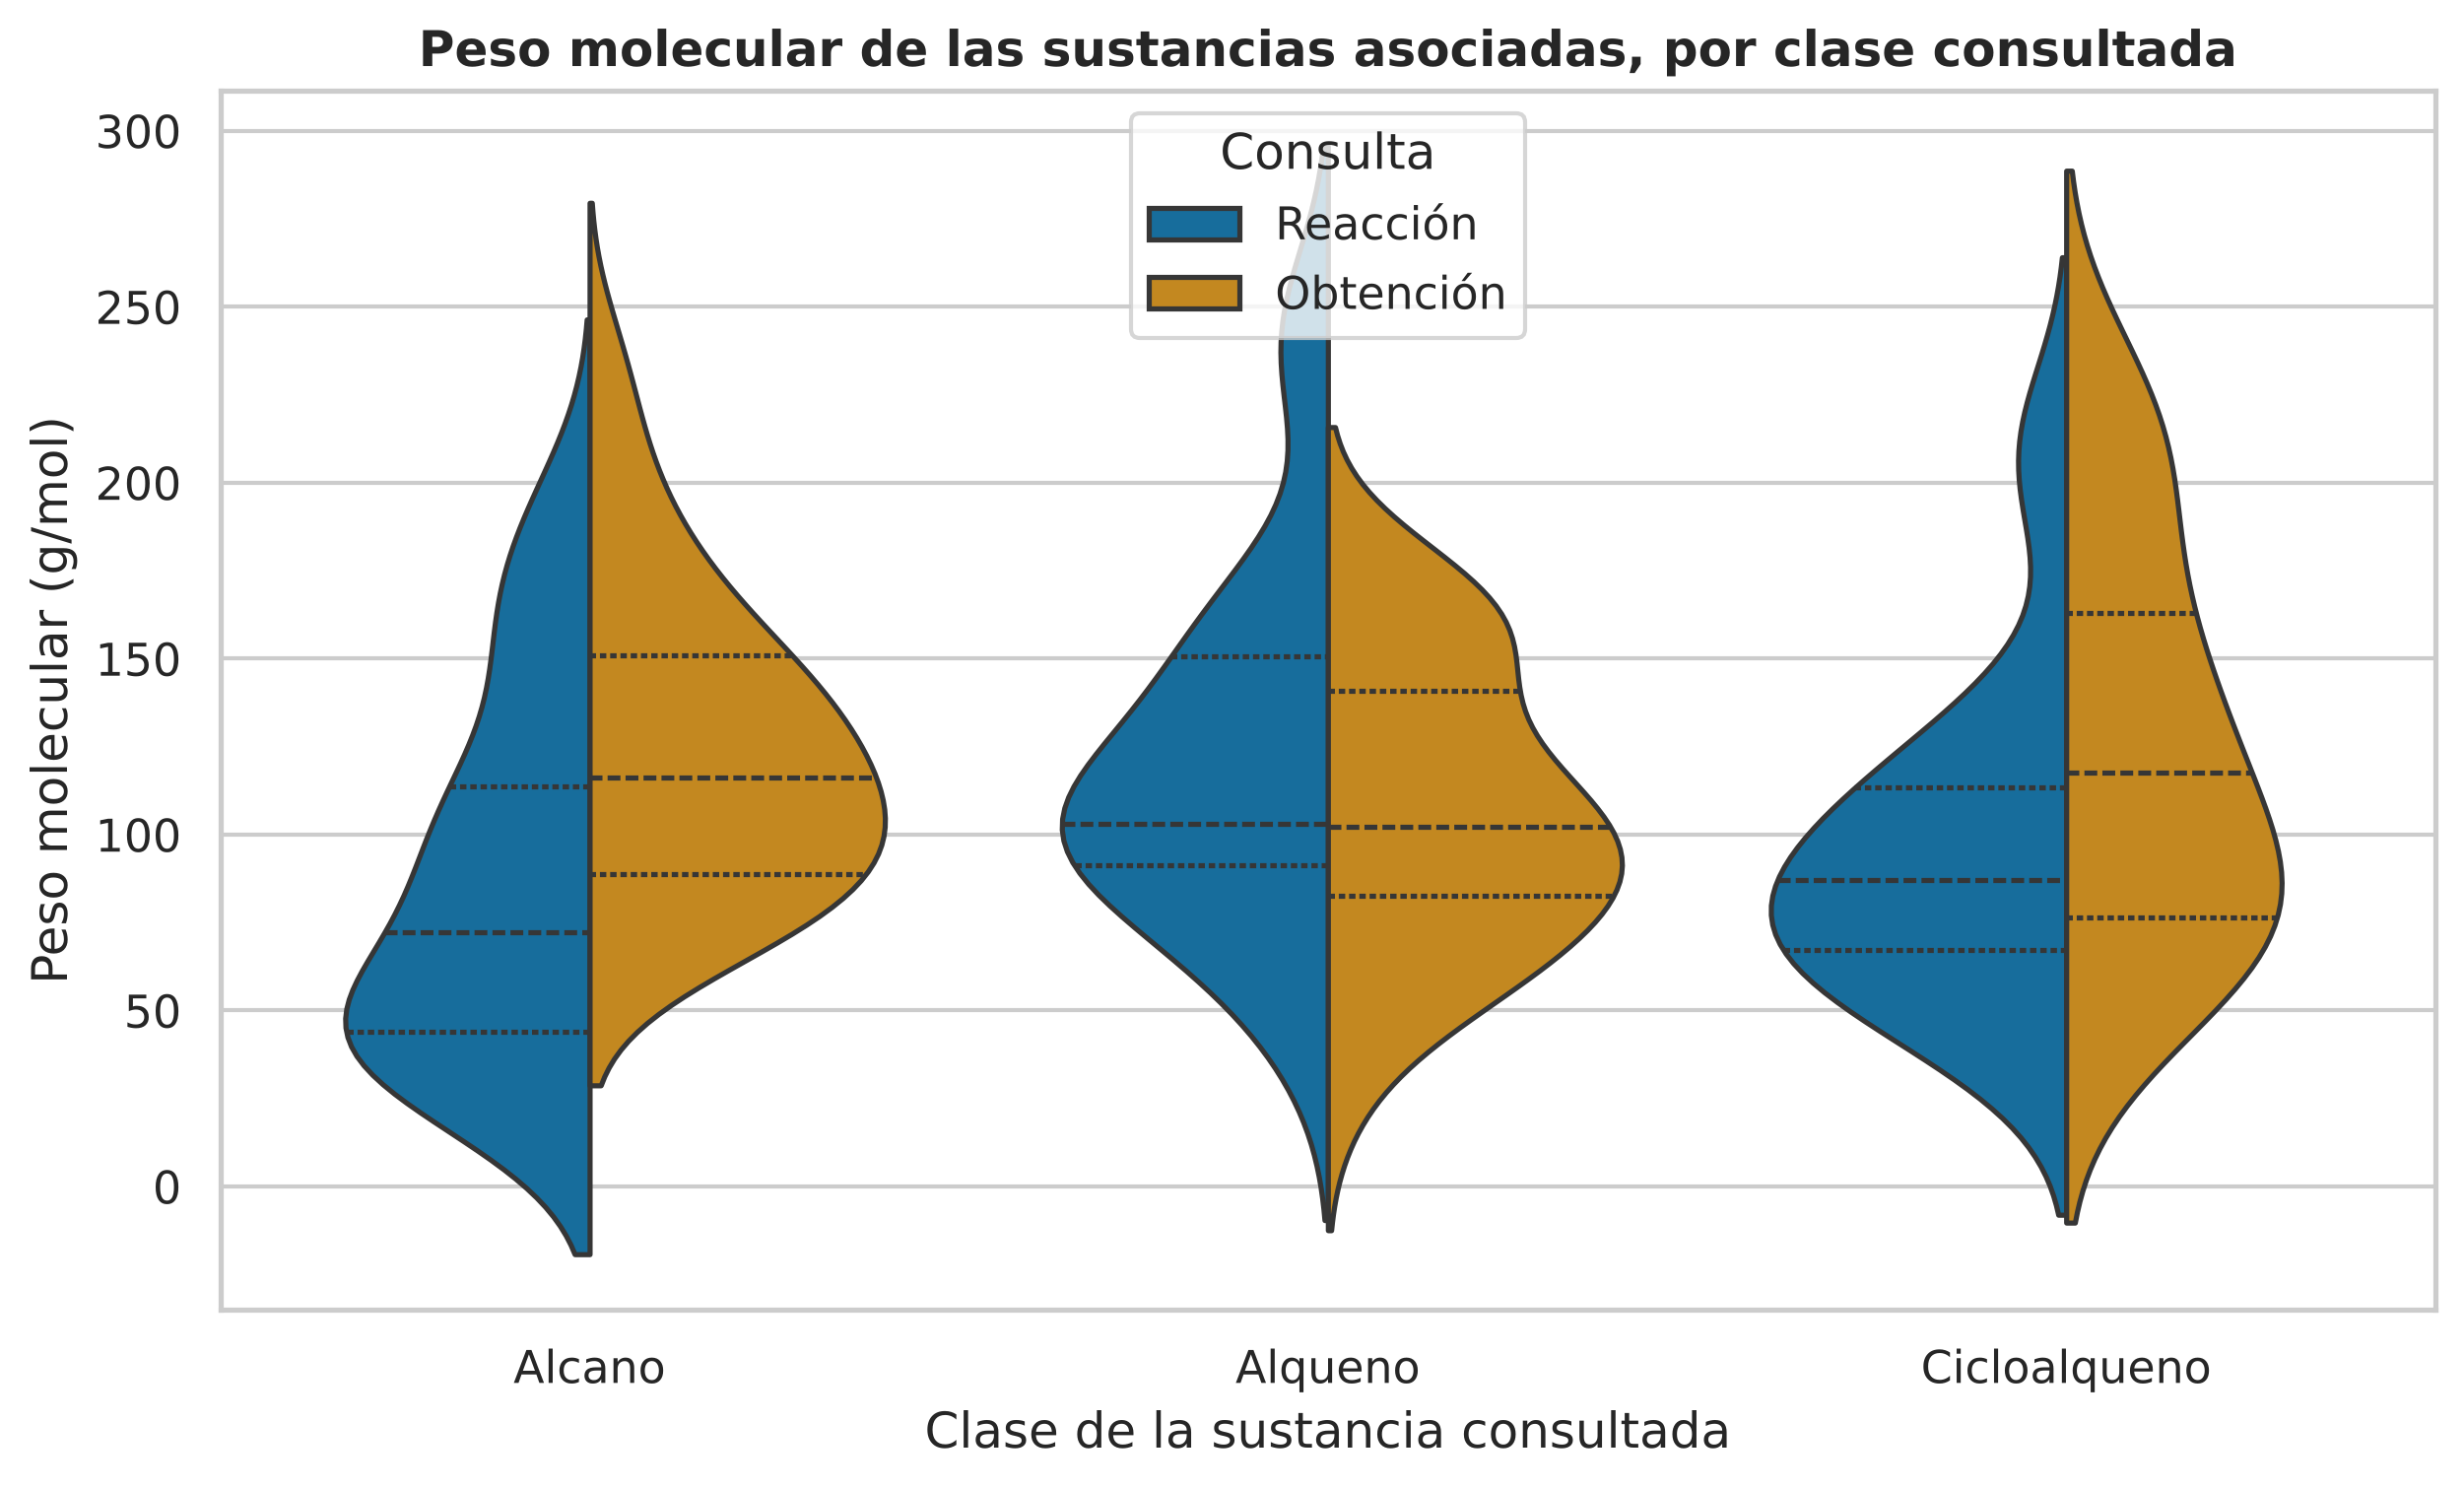 Peso molecular de las sustancias asociadas, por clase consultada
Consulta
Reacción
Obtención
Peso molecular (g/mol)
300
250
200
150
100
50
0
Alcano
Alqueno
Cicloalqueno
Clase de la sustancia consultada